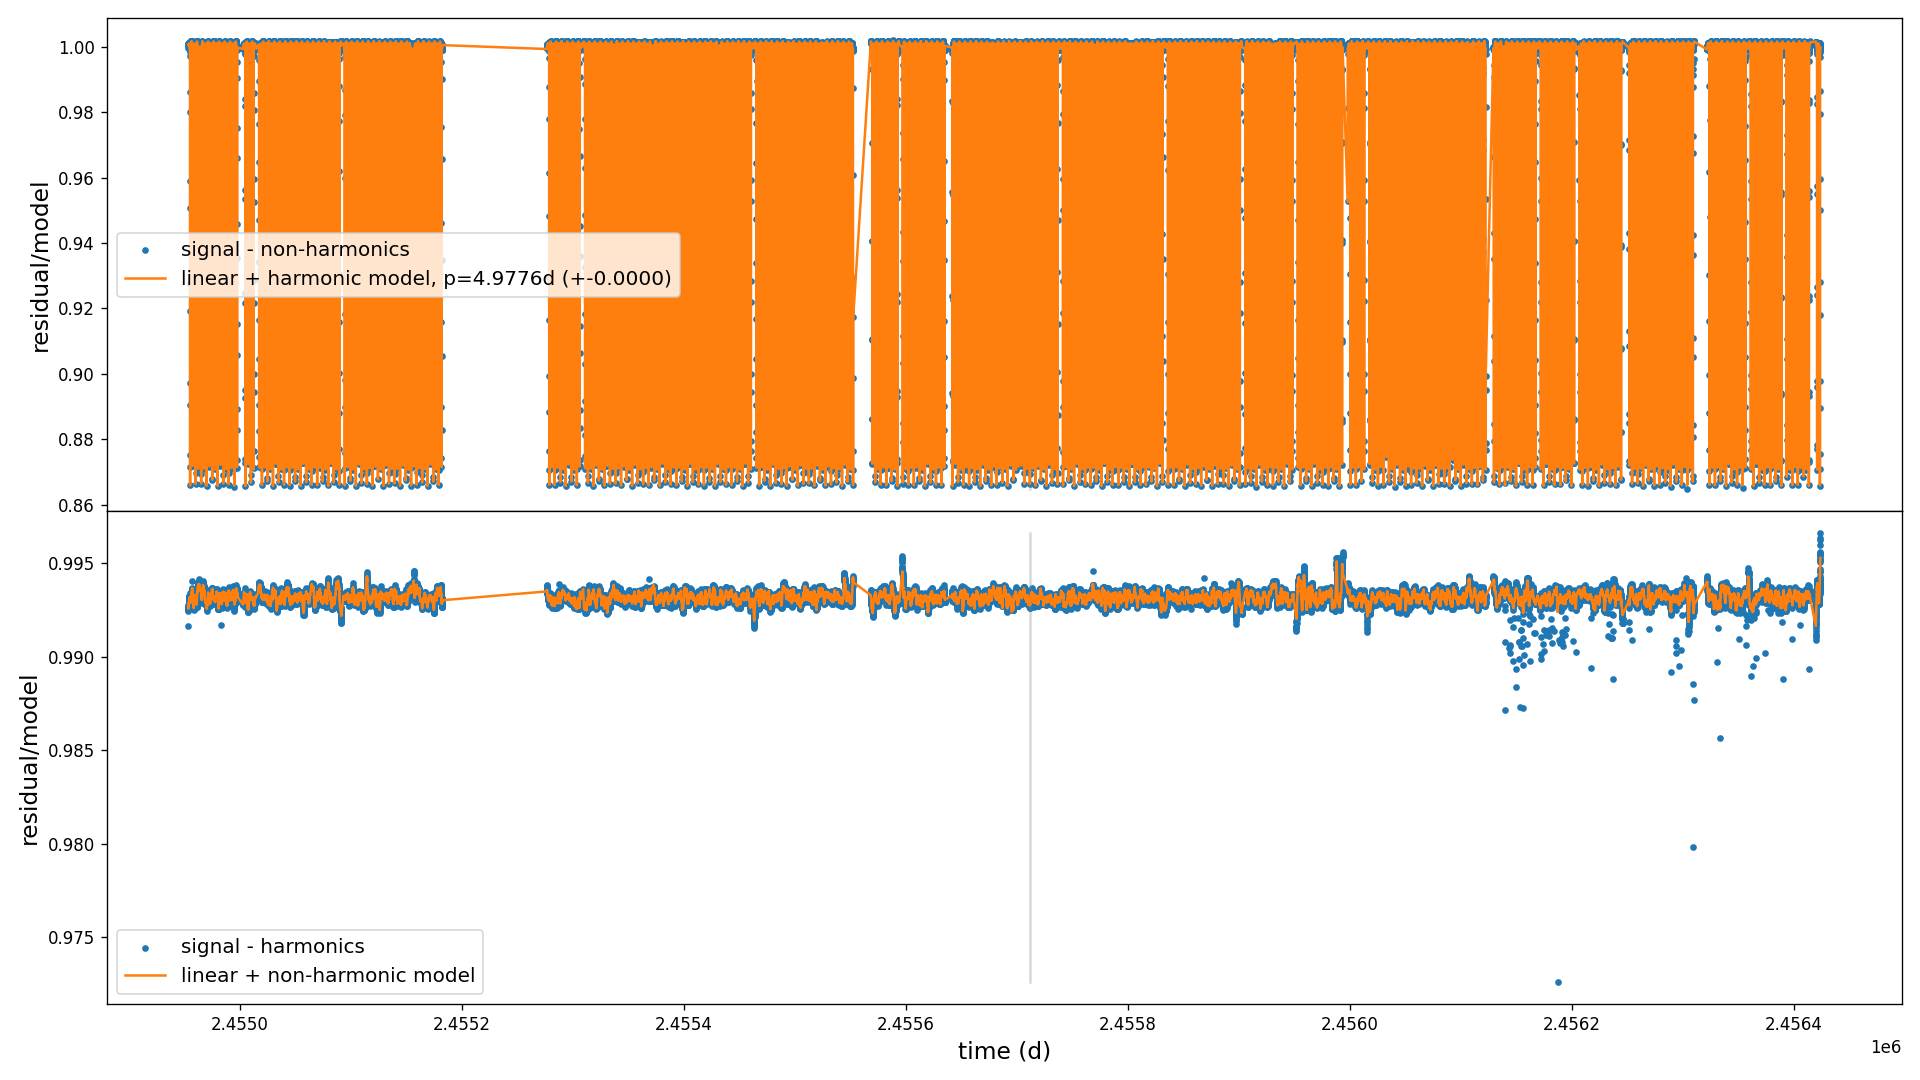 1.00
0.98
0.96
0.94
0.92
0.90
0.88
0.86
residual/model
signal - non-harmonics
linear + harmonic model, p=4.9776d (+-0.0000)
0.995
0.990
0.985
0.980
0.975
residual/model
signal - harmonics
linear + non-harmonic model
2.4550 2.4552 2.4554 2.4556 2.4558 2.4560 2.4562 2.4564
1e6
time (d)